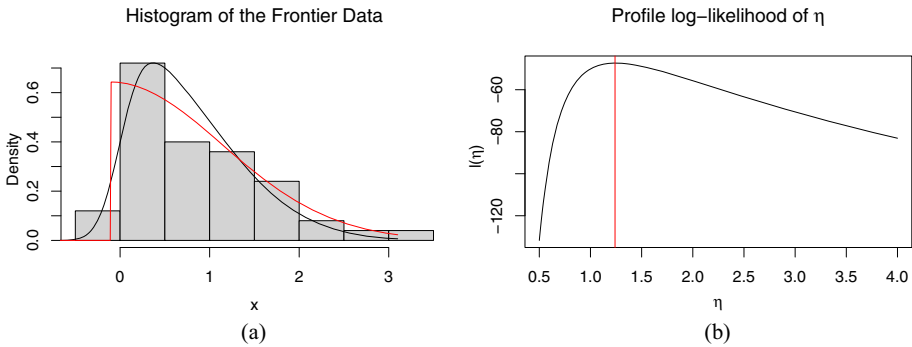 Histogram of the Frontier Data
Density
0.0 0.2 0.4 0.6
0 1 2 3
x
(a)
Profile log−likelihood of η
l(η)
−120 −80 −60
0.5 1.0 1.5 2.0 2.5 3.0 3.5 4.0
η
(b)